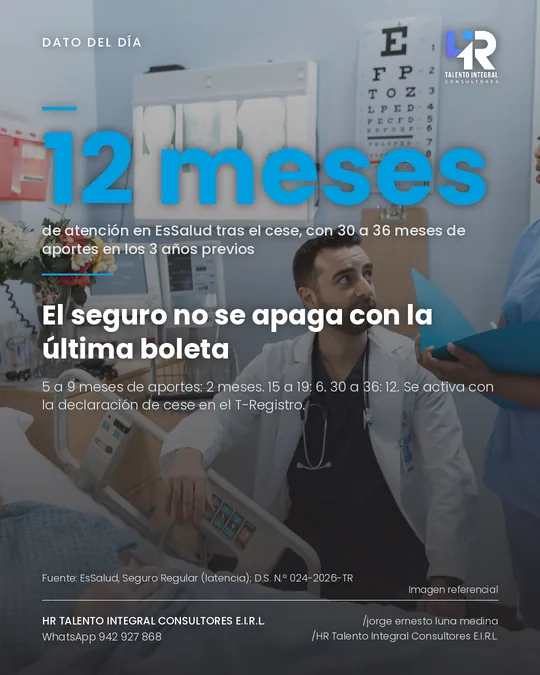 DATO DEL DÍA
HR
TALENTO INTEGRAL
CONSULTORES
E
F P
T O Z
L P E D
12 meses
de atención en EsSalud tras el cese, con 30 a 36 meses de
aportes en los 3 años previos
El seguro no se apaga con la
última boleta
5 a 9 meses de aportes: 2 meses. 15 a 19: 6. 30 a 36: 12. Se activa con
la declaración de cese en el T-Registro.
Fuente: EsSalud, Seguro Regular (latencia); D.S. N.º 024-2026-TR
Imagen referencial
HR TALENTO INTEGRAL CONSULTORES E.I.R.L.
WhatsApp 942 927 868
/jorge ernesto luna medina
/HR Talento Integral Consultores E.I.R.L.